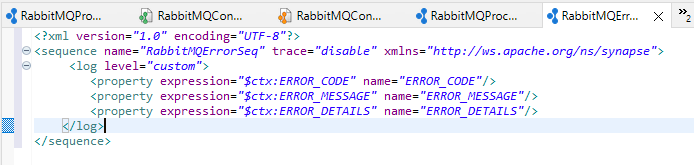 RabbitMQPro... RabbitMQCon... RabbitMQCon... RabbitMQProc... RabbitMQErr... »2
<?xml version="1.0" encoding="UTF-8"?>
<sequence name="RabbitMQErrorSeq" trace="disable" xmlns="http://ws.apache.org/ns/synapse">
<log level="custom">
<property expression="$ctx:ERROR_CODE" name="ERROR_CODE"/>
<property expression="$ctx:ERROR_MESSAGE" name="ERROR_MESSAGE"/>
<property expression="$ctx:ERROR_DETAILS" name="ERROR_DETAILS"/>
</log>
</sequence>